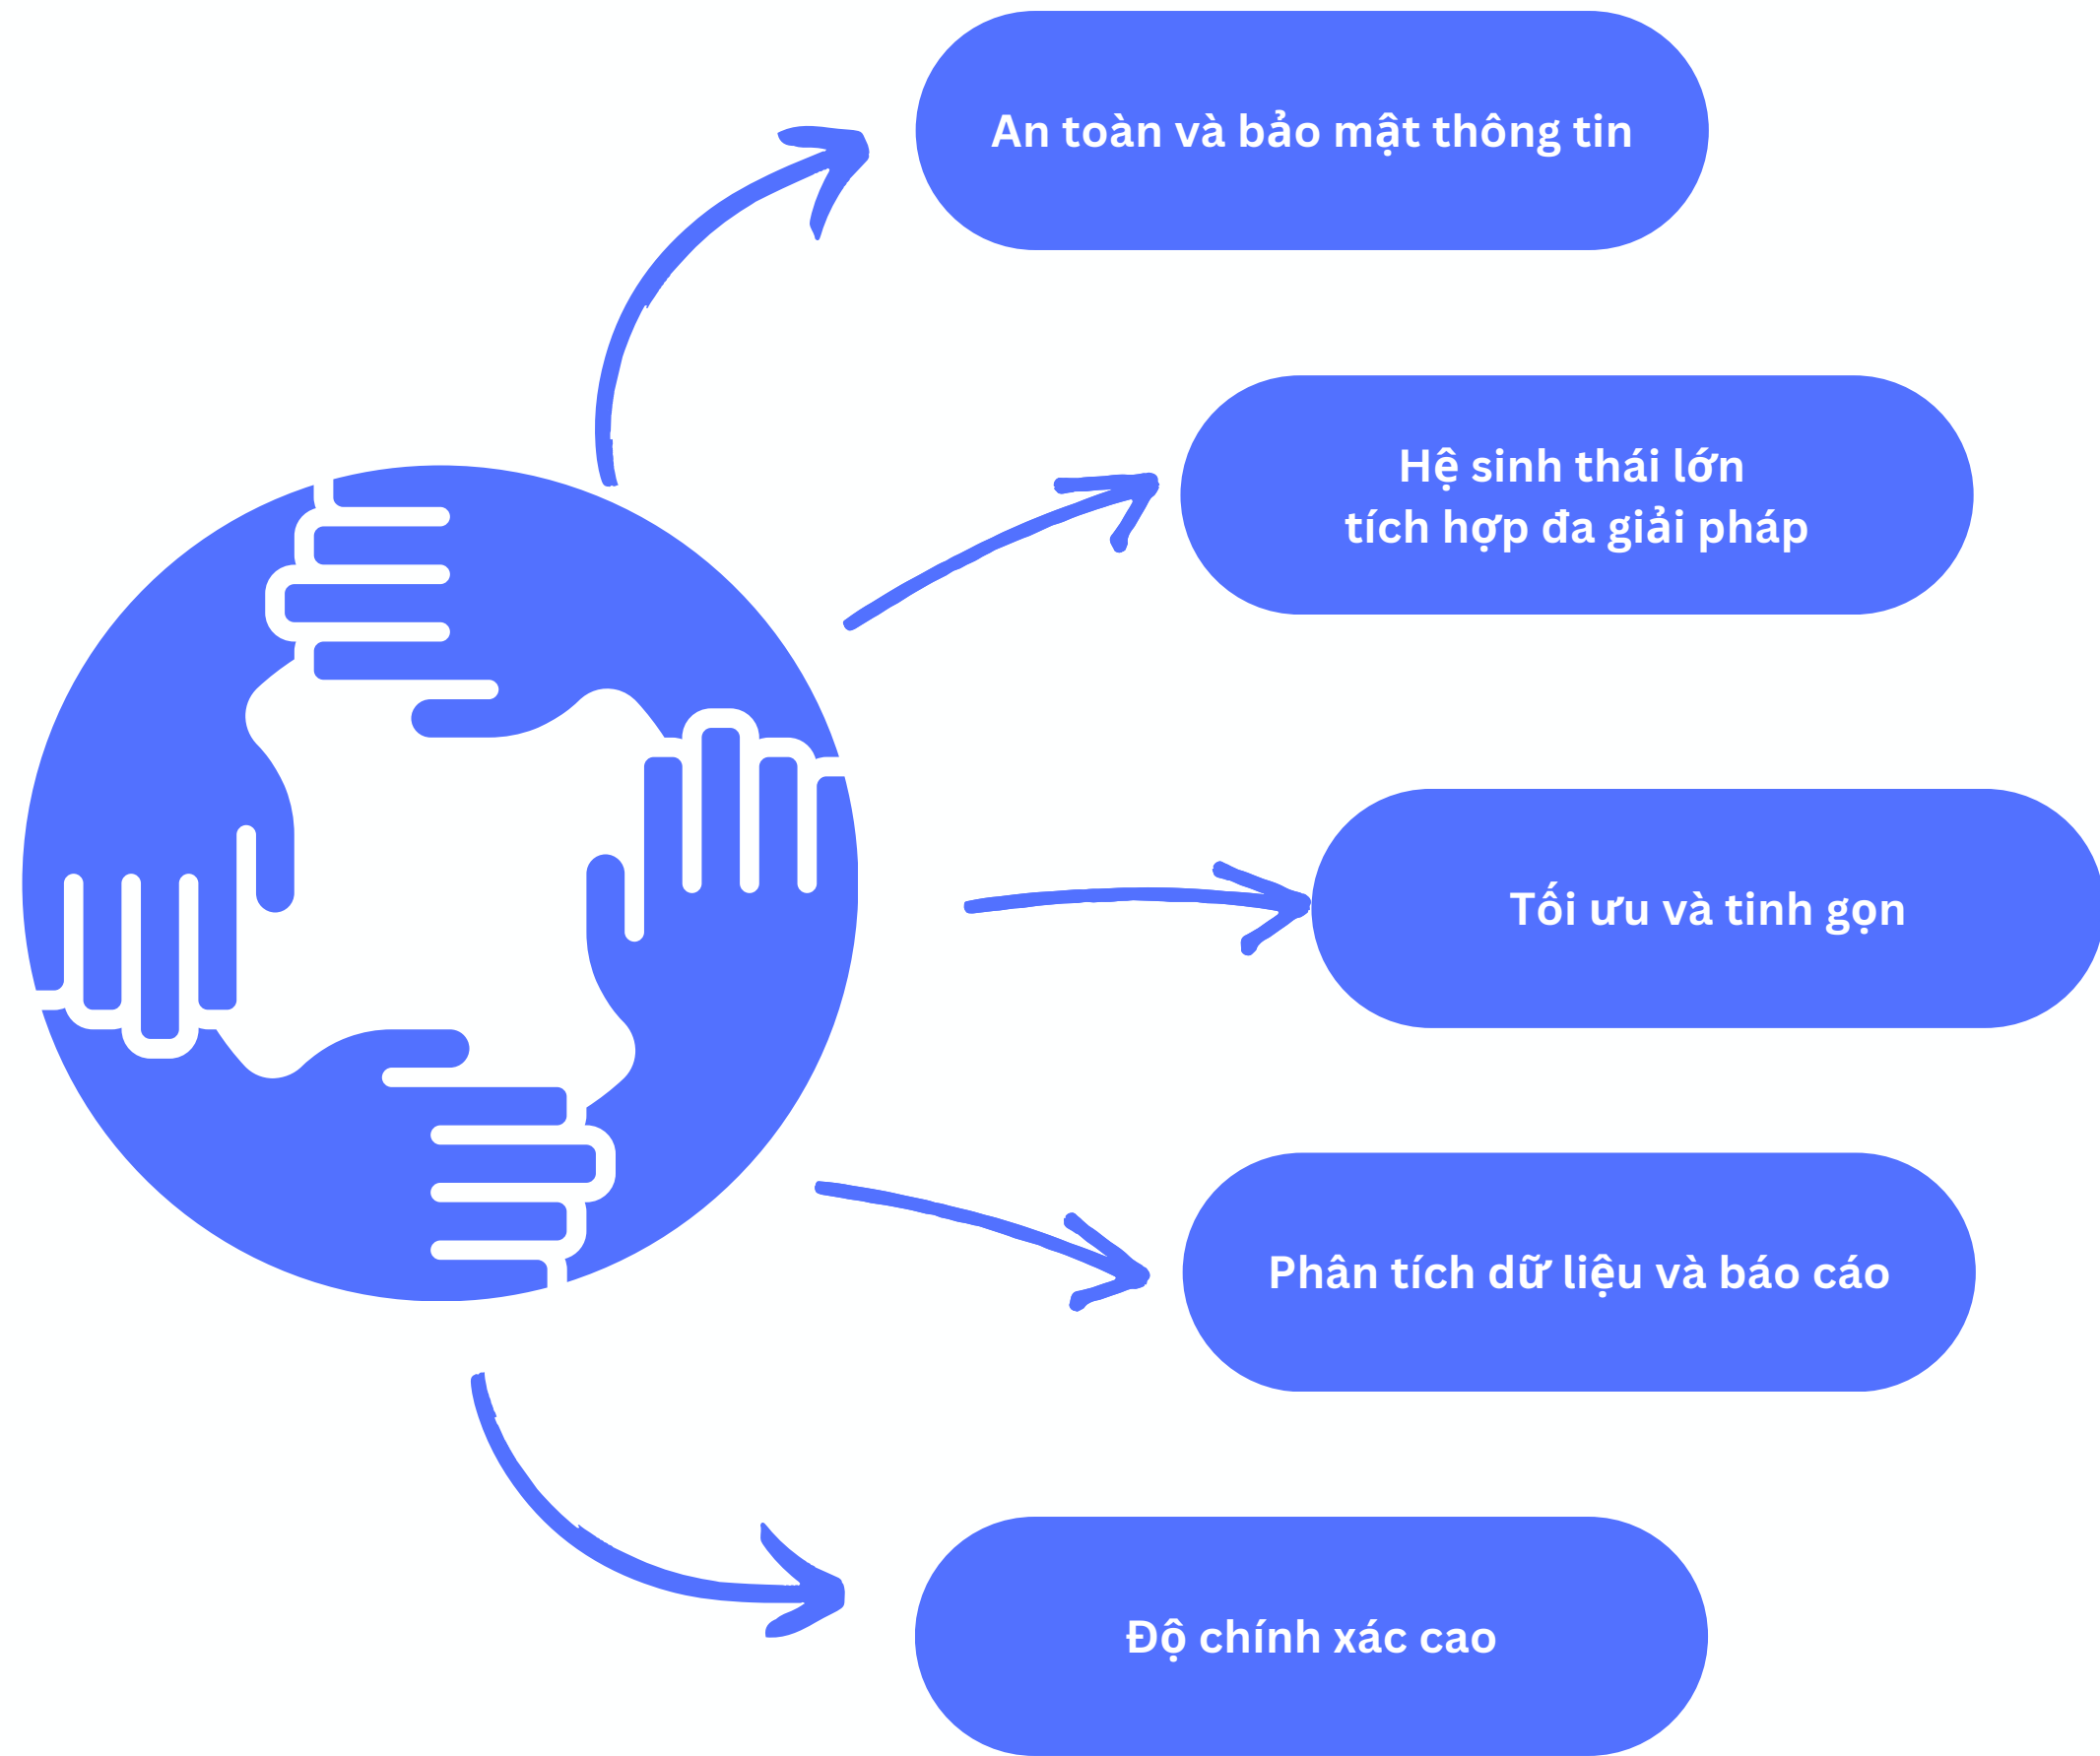 An toàn và bảo mật thông tin
Hệ sinh thái lớn
tích hợp đa giải pháp
Tối ưu và tinh gọn
Phân tích dữ liệu và báo cáo
Độ chính xác cao